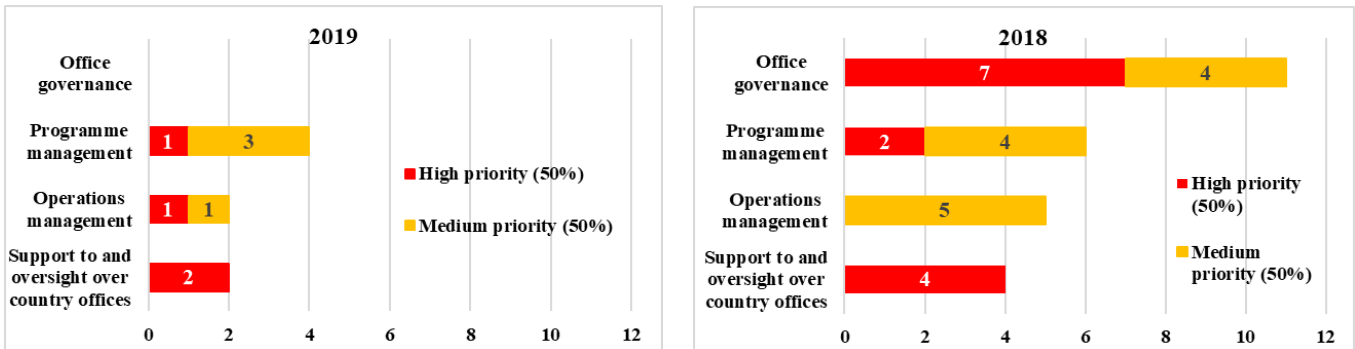 2019
Office
governance
Programme
management
1 3
Operations
management
1 1
Support to and
oversight over
country offices
2
High priority (50%)
Medium priority (50%)
0 2 4 6 8 10 12
2018
Office
governance
7 4
Programme
management
2 4
Operations
management
5
Support to and
oversight over
country offices
4
High priority
(50%)
Medium
priority (50%)
0 2 4 6 8 10 12